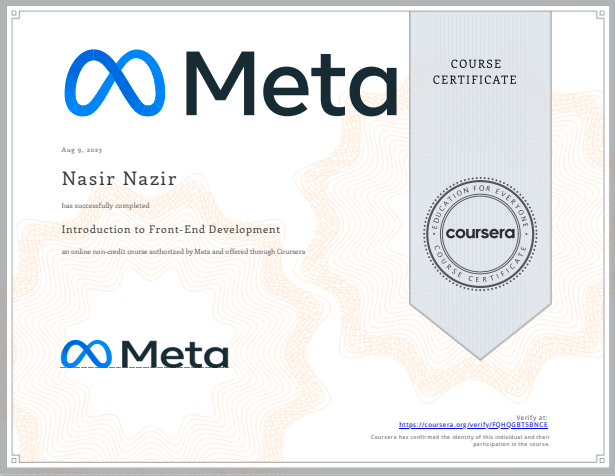 Meta
COURSE
CERTIFICATE
Aug 9, 2023
Nasir Nazir
has successfully completed
Introduction to Front-End Development
an online non-credit course authorized by Meta and offered through Coursera
EDUCATION FOR EVERYONE
coursera
COURSE CERTIFICATE
Meta
Verify at:
https://coursera.org/verify/FQHQGBT5BNCE
Coursera has confirmed the identity of this individual and their
participation in the course.